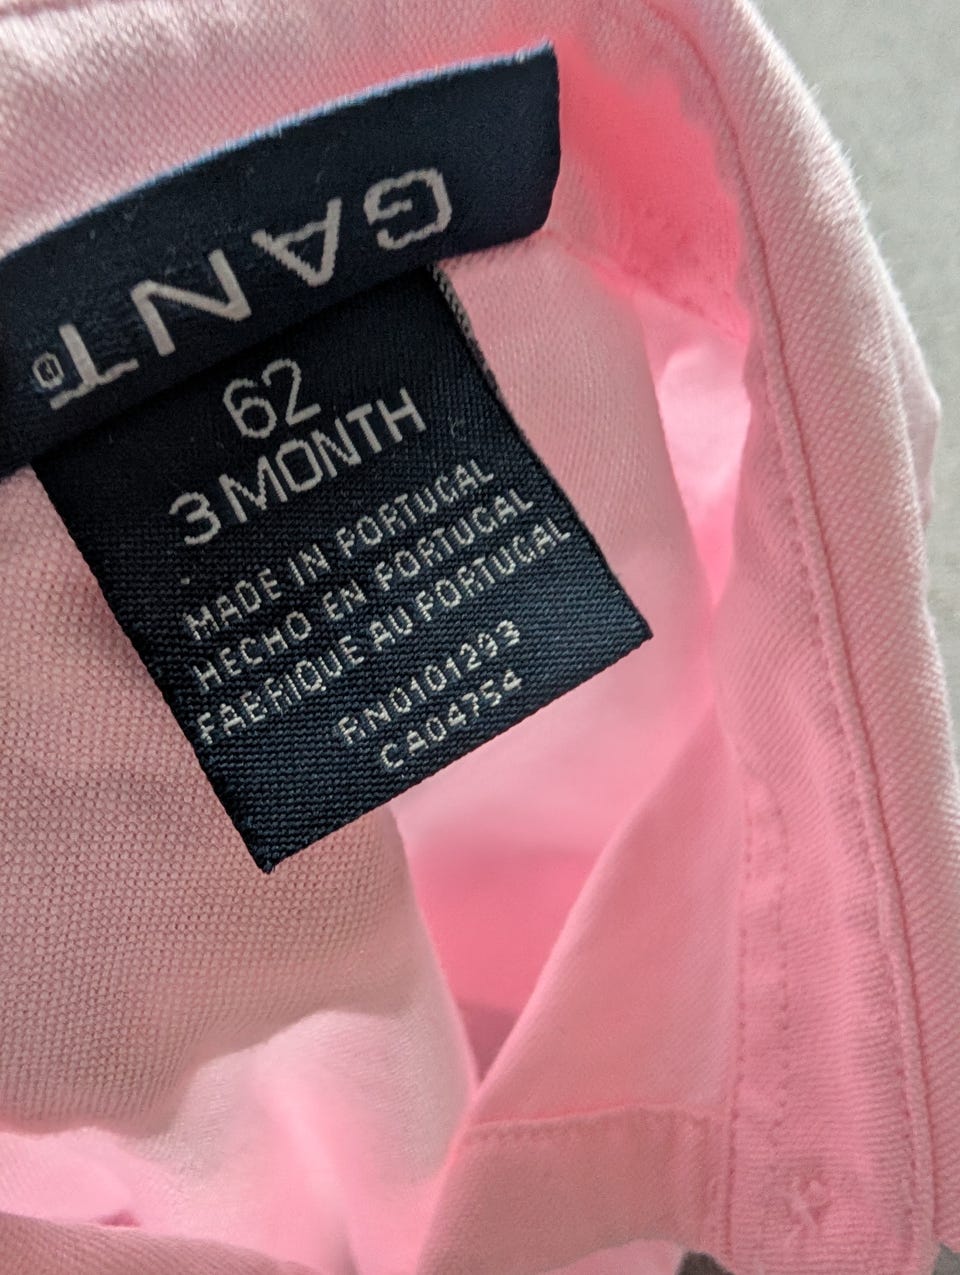 GANT
62
3 MONTH
MADE IN PORTUGAL
HECHO EN PORTUGAL
FABRIQUE AU PORTUGAL
RN0101293
CA04754